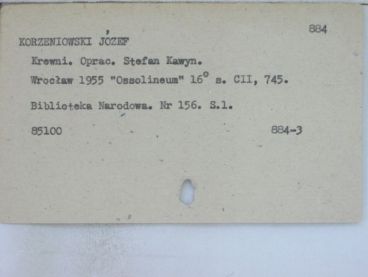 884
KORZENIOWSKI JÓZEF
Krewni. Oprac. Stefan Kawyn.
Wrocław 1955 "Ossolineum" 16° s. CII, 745.
Biblioteka Narodowa. Nr 156. S.1.
85100 884-3